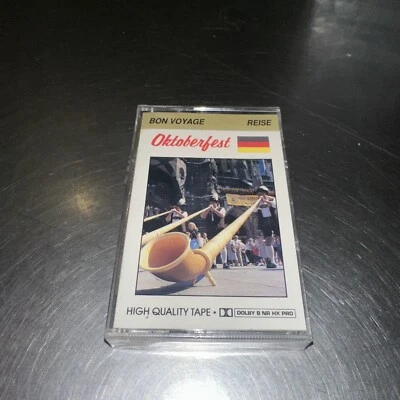 BON VOYAGE REISE
Oktoberfest
HIGH QUALITY TAPE • DOLBY B NR HX PRO